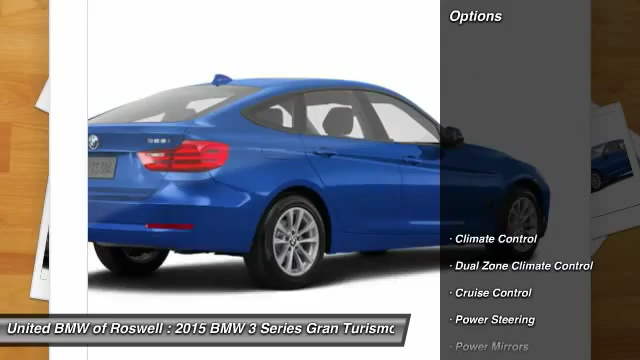 Options
328i
· Climate Control
· Dual Zone Climate Control
· Cruise Control
· Power Steering
· Power Mirrors
United BMW of Roswell : 2015 BMW 3 Series Gran Turismo